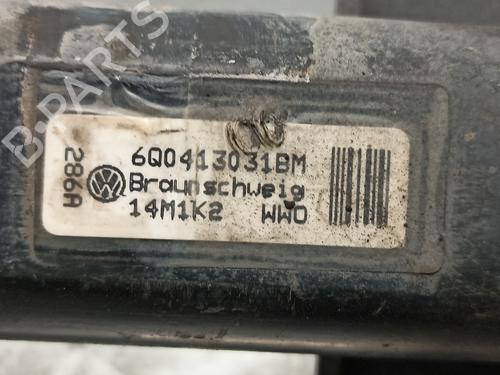 B-PARTS
286A
6Q0413031BM
Braunschweig
14M1K2 WWO